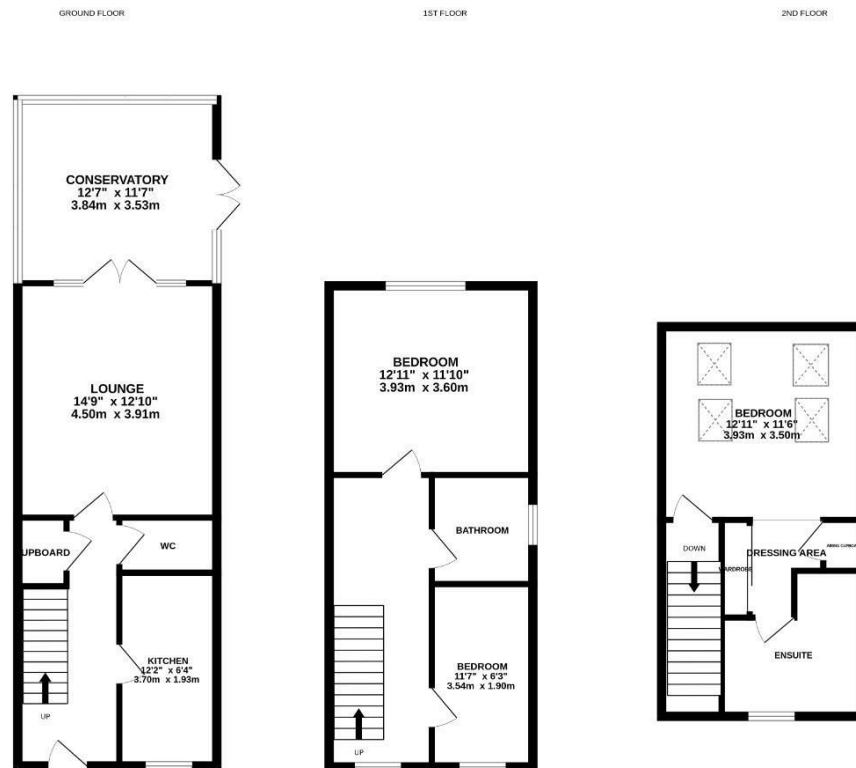 GROUND FLOOR
1ST FLOOR
2ND FLOOR
CONSERVATORY
12'7" x 11'7"
3.84m x 3.53m
LOUNGE
14'9" x 12'10"
4.50m x 3.91m
UPBOARD
WC
KITCHEN
12'2" x 6'4"
3.70m x 1.93m
UP
BEDROOM
12'11" x 11'10"
3.93m x 3.60m
BATHROOM
BEDROOM
11'7" x 6'3"
3.54m x 1.90m
UP
BEDROOM
12'11" x 11'6"
3.93m x 3.50m
DOWN
DRESSING AREA
WARDROBE
ENSUITE